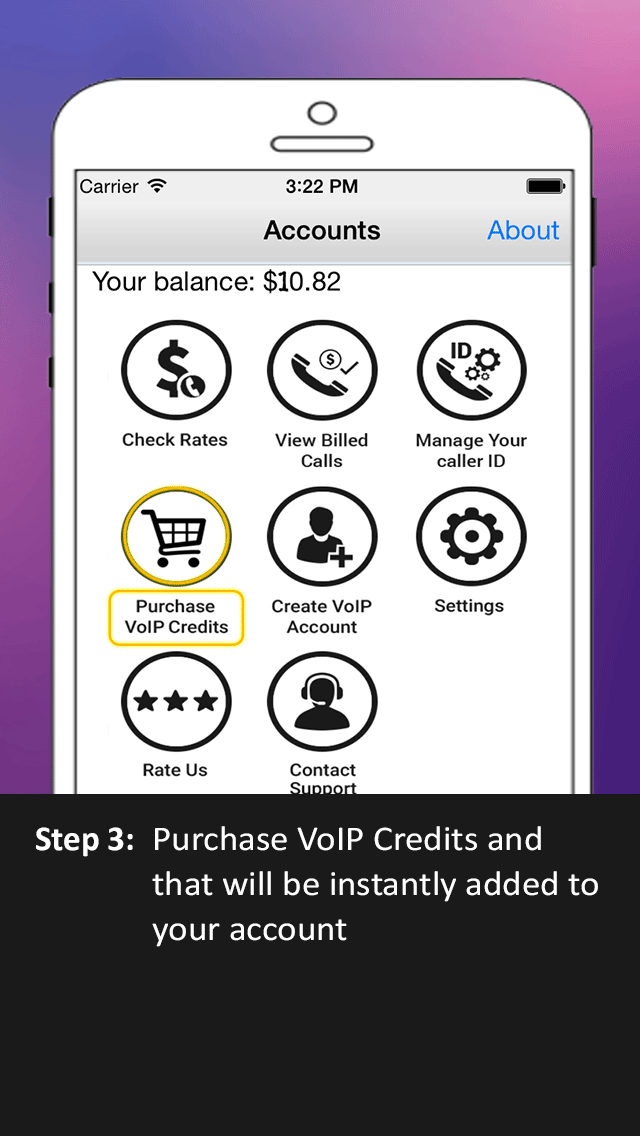 Carrier 3:22 PM
Accounts About
Your balance: $10.82
$
$
ID
Check Rates
View Billed
Calls
Manage Your
caller ID
Purchase
VoIP Credits
Create VoIP
Account
Settings
Rate Us
Contact
Support
Step 3: Purchase VoIP Credits and
that will be instantly added to
your account